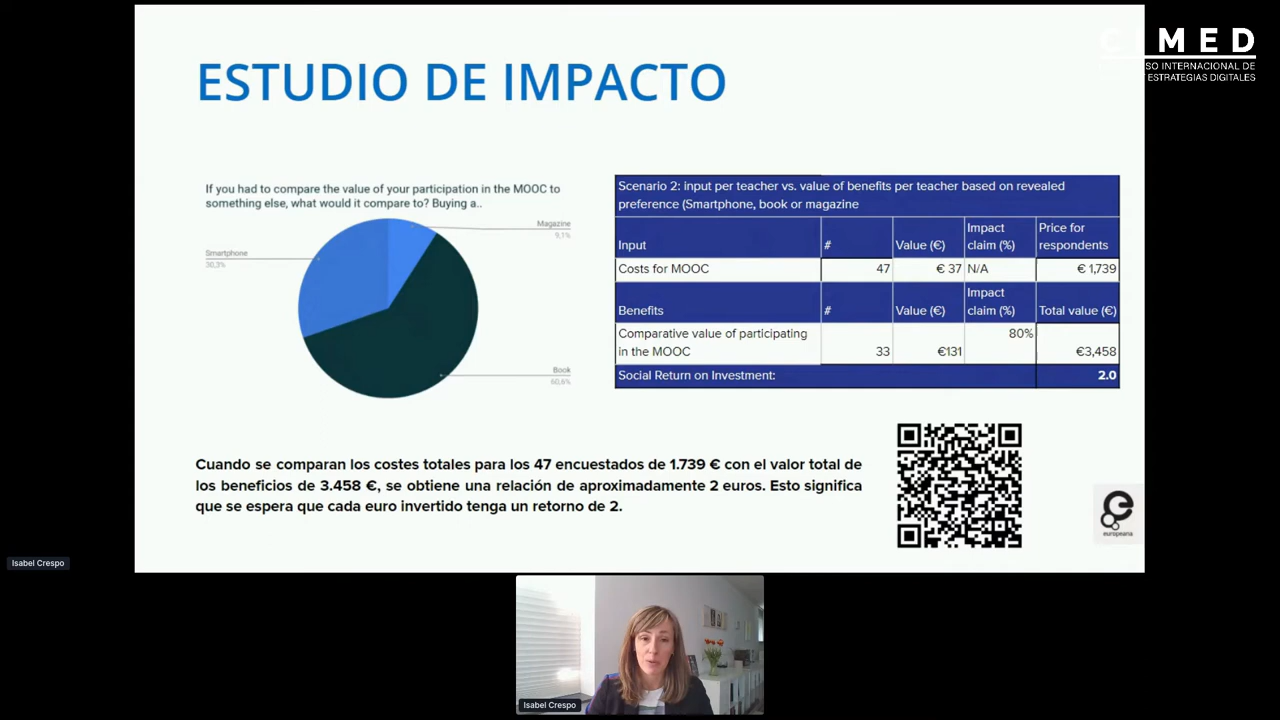 CIMED
SO INTERNACIONAL DE
ESTRATEGIAS DIGITALES
ESTUDIO DE IMPACTO
If you had to compare the value of your participation in the MOOC to
something else, what would it compare to? Buying a..
Magazine
9,1%
Smartphone
30,3%
Book
60,6%
Scenario 2: input per teacher vs. value of benefits per teacher based on revealed
preference (Smartphone, book or magazine
Input # Value (€) Impact claim (%) Price for respondents
Costs for MOOC 47 € 37 N/A € 1,739
Benefits # Value (€) Impact claim (%) Total value (€)
Comparative value of participating
in the MOOC 33 €131 80% €3,458
Social Return on Investment: 2.0
Cuando se comparan los costes totales para los 47 encuestados de 1.739 € con el valor total de
los beneficios de 3.458 €, se obtiene una relación de aproximadamente 2 euros. Esto significa
que se espera que cada euro invertido tenga un retorno de 2.
europeana
Isabel Crespo
Isabel Crespo